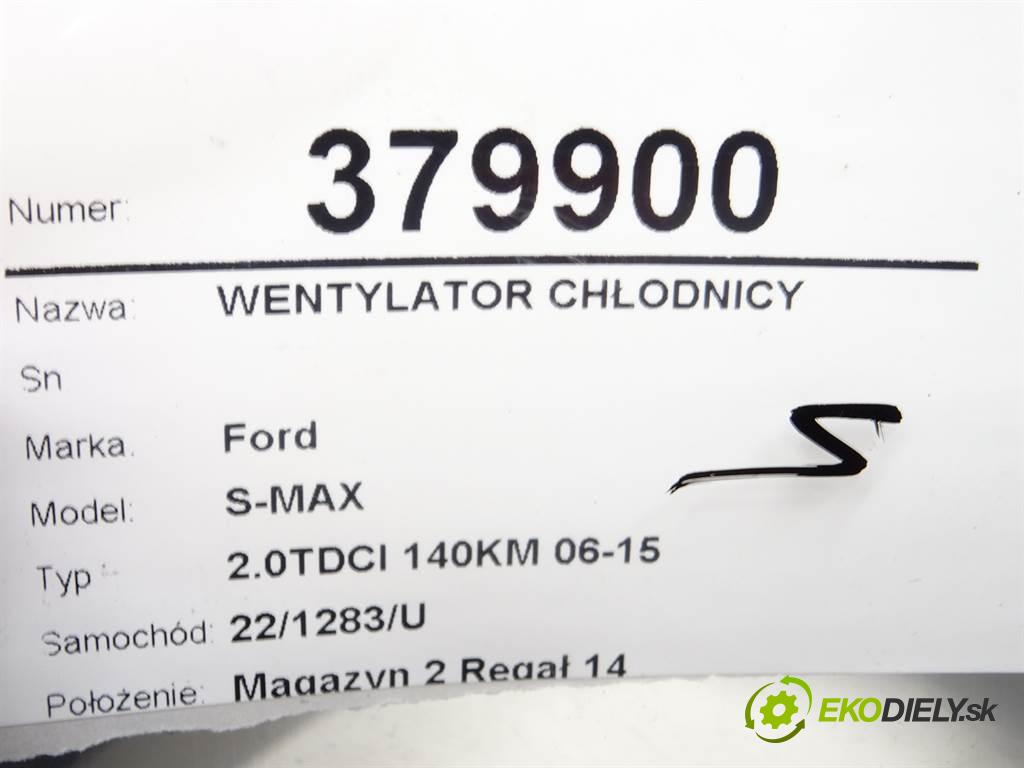 Numer: 379900
Nazwa: WENTYLATOR CHŁODNICY
Sn
Marka. Ford
Model: S-MAX
Typ 2.0TDCI 140KM 06-15
Samochód: 22/1283/U
Położenie: Magazyn 2 Regał 14
S
EKODIELY.sk